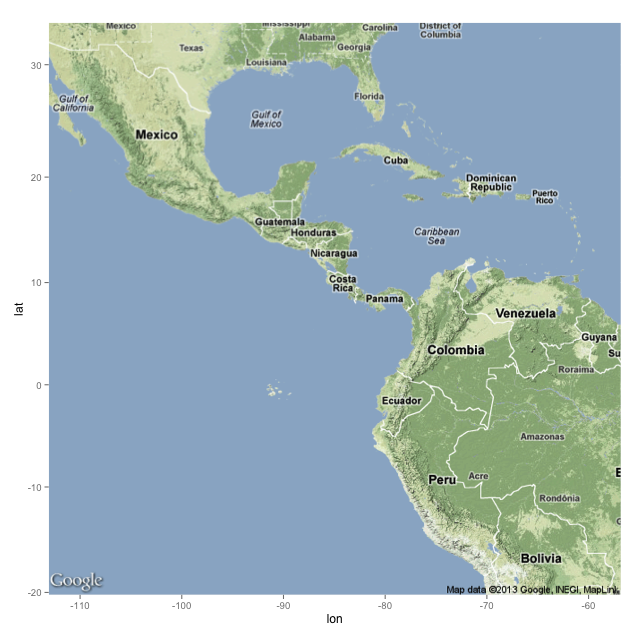 Mexico
Mississippi
Carolina
District of
Columbia
Alabama
Texas
Georgia
Louisiana
30
Florida
Gulf of
California
Gulf of
Mexico
Mexico
Cuba
20
Dominican
Republic
Puerto
Rico
Guatemala
Honduras
Caribbean
Sea
Nicaragua
10
Costa
Rica
Panama
lat
Venezuela
Guyana
Colombia
Su
Roraima
0
Ecuador
Amazonas
Peru
Acre
E
-10
Rondônia
Bolivia
Google
Map data ©2013 Google, INEGI, MapLink
-20
-110
-100
-90
-80
-70
-60
lon